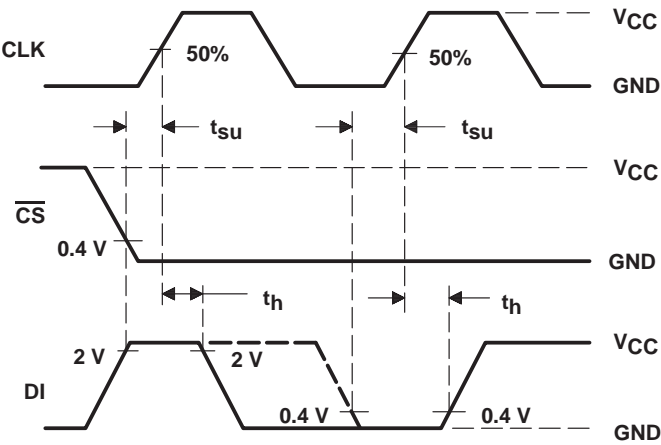 VCC
CLK
50%
50%
GND
tsu
tsu
VCC
CS
0.4 V
GND
th
th
2 V
2 V
VCC
DI
0.4 V
0.4 V
GND